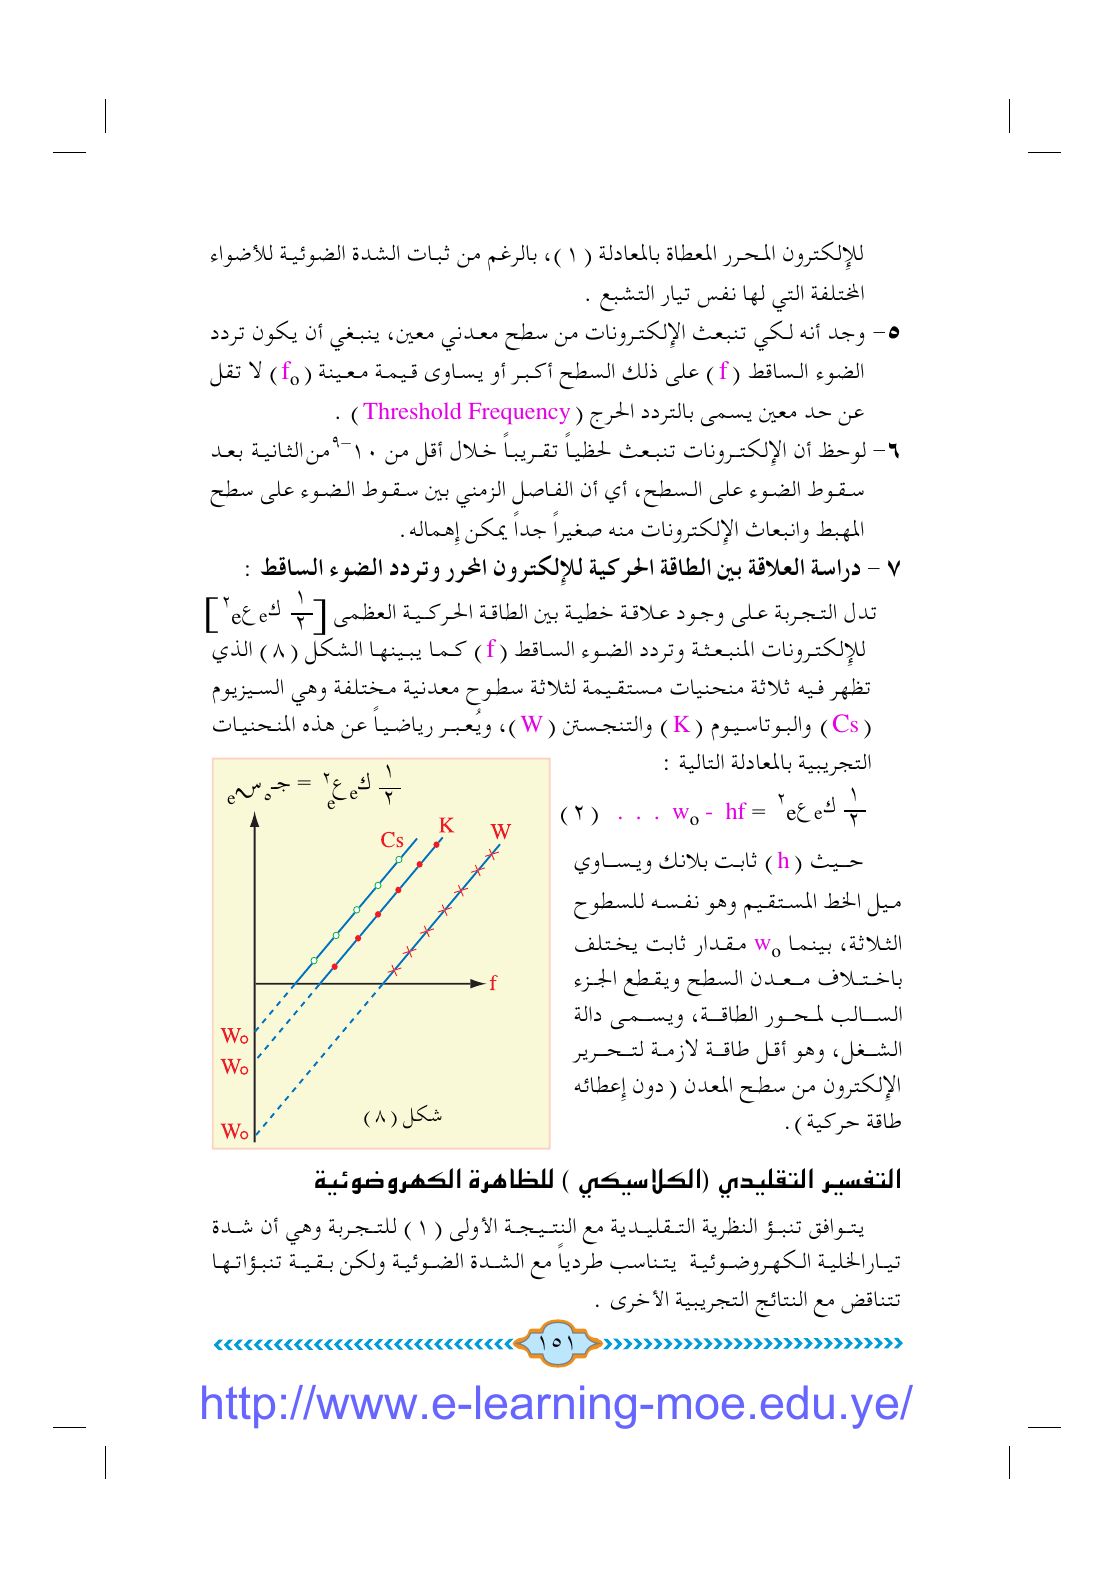 للإلكترون المحرر المعطاة بالمعادلة ( ١ )، بالرغم من ثبات الشدة الضوئية للأضواء
المختلفة التي لها نفس تيار التشبع .
٥- وجد أنه لكي تنبعث الإلكترونات من سطح معدني معين، ينبغي أن يكون تردد
الضوء الساقط ( f ) على ذلك السطح أكبر أو يساوى قيمة معينة ( fo ) لا تقل
عن حد معين يسمى بالتردد الحرج ( Threshold Frequency ) .
٦- لوحظ أن الإلكترونات تنبعث لحظياً تقريباً خلال أقل من ١٠⁻⁹ من الثانية بعد
سقوط الضوء على السطح، أي أن الفاصل الزمني بين سقوط الضوء على سطح
المهبط وانبعاث الإلكترونات منه صغيراً جداً يمكن إهماله .
٧ - دراسة العلاقة بين الطاقة الحركية للإلكترون المحرر وتردد الضوء الساقط :
تدل التجربة على وجود علاقة خطية بين الطاقة الحركية العظمى [ ١/٢ ك e ع e ٢ ]
للإلكترونات المنبعثة وتردد الضوء الساقط ( f ) كما يبينها الشكل ( ٨ ) الذي
تظهر فيه ثلاثة منحنيات مستقيمة لثلاثة سطوح معدنية مختلفة وهي السيزيوم
( Cs ) والبوتاسيوم ( K ) والتنجستن ( W )، ويُعبر رياضياً عن هذه المنحنيات
التجريبية بالمعادلة التالية :
١/٢ ك e ع e ٢ = hf - wo . . . ( ٢ )
حيث ( h ) ثابت بلانك ويساوي
ميل الخط المستقيم وهو نفسه للسطوح
الثلاثة، بينما wo مقدار ثابت يختلف
باختلاف معدن السطح ويقطع الجزء
السالب لمحور الطاقة، ويسمى دالة
الشغل، وهو أقل طاقة لازمة لتحرير
الإلكترون من سطح المعدن ( دون إعطائه
طاقة حركية ) .
١/٢ ك e ع e ٢ = جـ ه س e
Cs
K
W
f
Wo
Wo
Wo
شكل ( ٨ )
التفسير التقليدي (الكلاسيكي ) للظاهرة الكهروضوئية
يتوافق تنبؤ النظرية التقليدية مع النتيجة الأولى ( ١ ) للتجربة وهي أن شدة
تيار الخلية الكهروضوئية يتناسب طردياً مع الشدة الضوئية ولكن بقية تنبؤاتها
تتناقض مع النتائج التجريبية الأخرى .
١٥١
http://www.e-learning-moe.edu.ye/